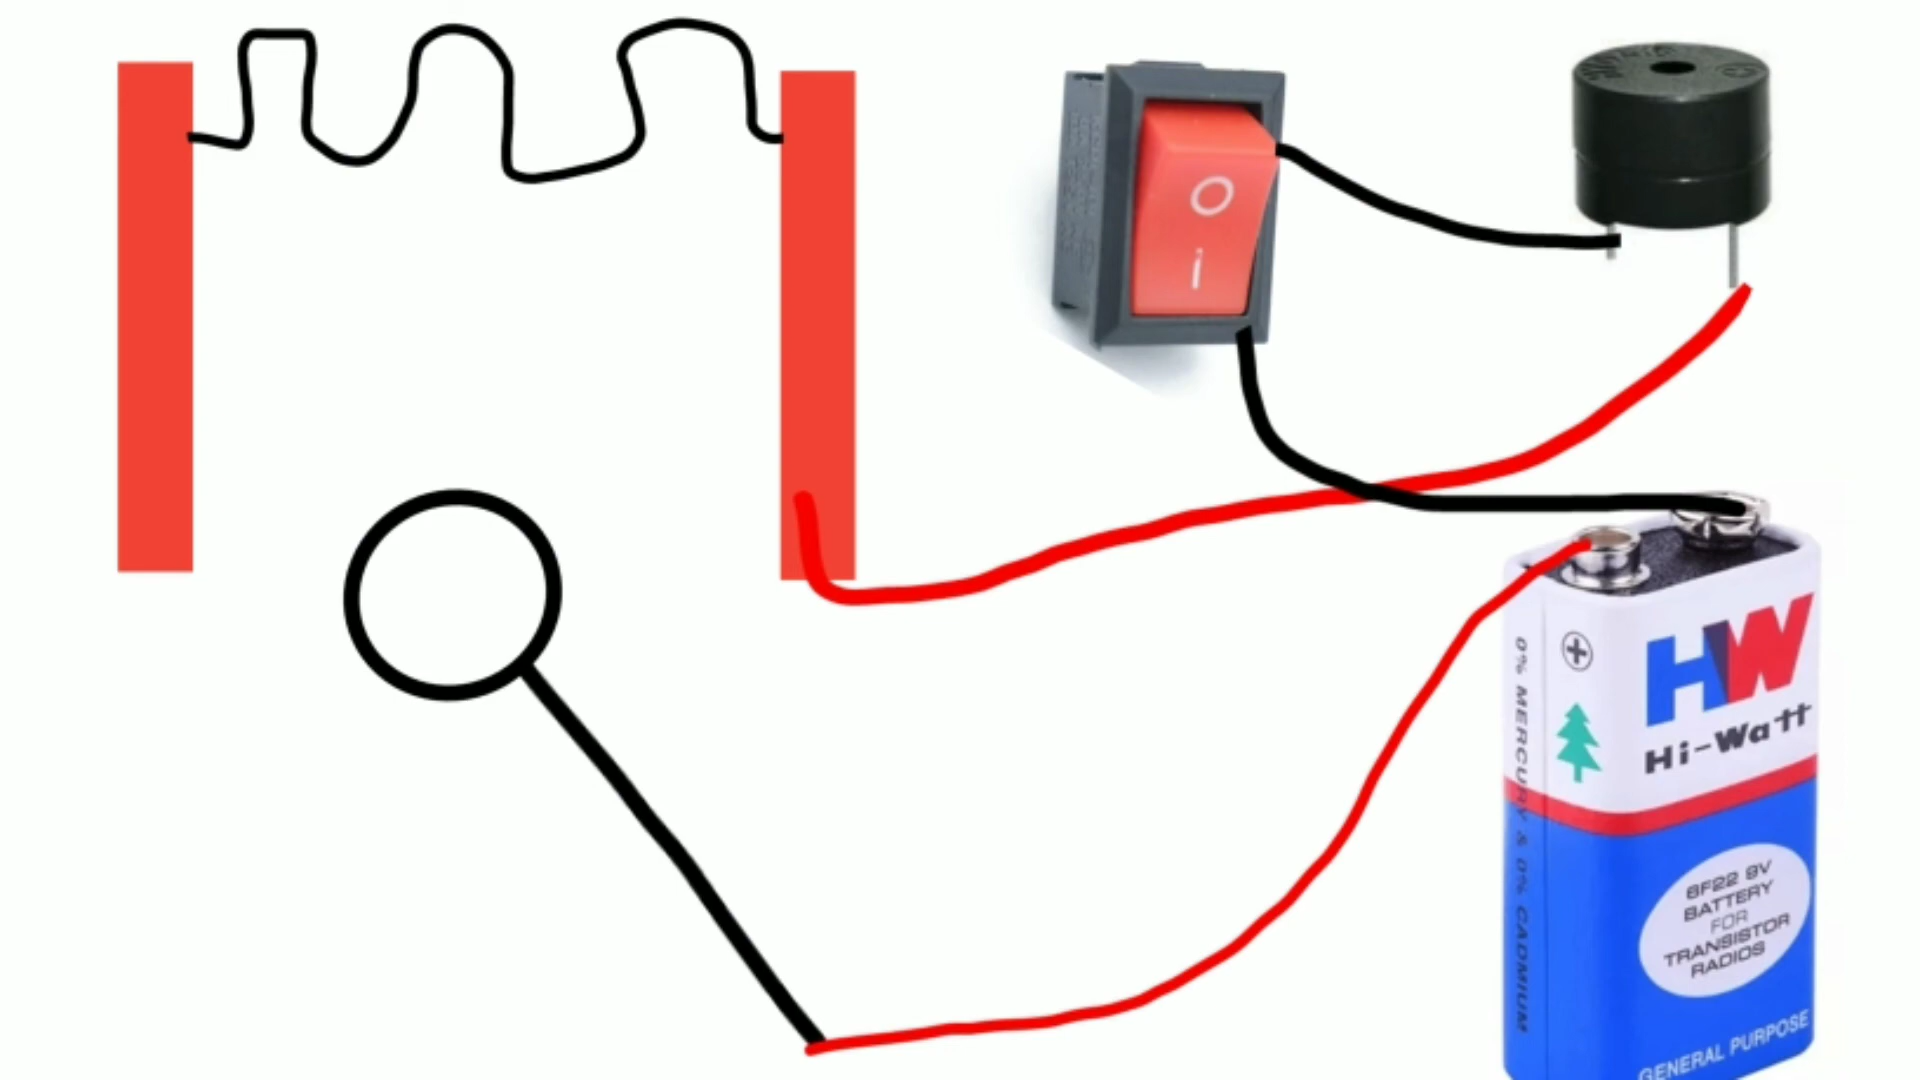 O
I
HW
Hi-Watt
0% MERCURY & 0% CADMIUM
6F22 9V
BATTERY
FOR
TRANSISTOR
RADIOS
GENERAL PURPOSE